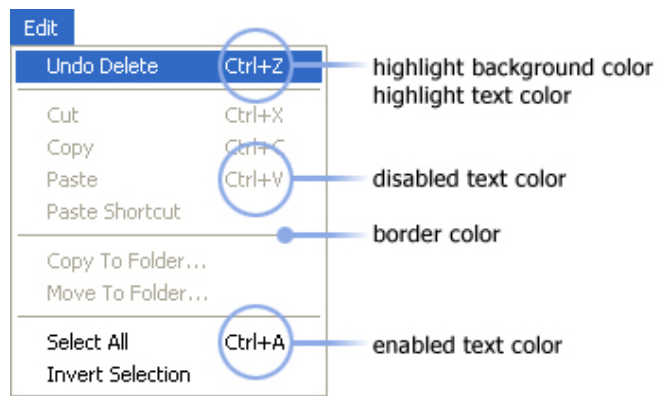 Edit
Undo Delete Ctrl+Z
highlight background color
highlight text color
Cut Ctrl+X
Copy Ctrl+C
Paste Ctrl+V
disabled text color
Paste Shortcut
border color
Copy To Folder...
Move To Folder...
Select All Ctrl+A
enabled text color
Invert Selection